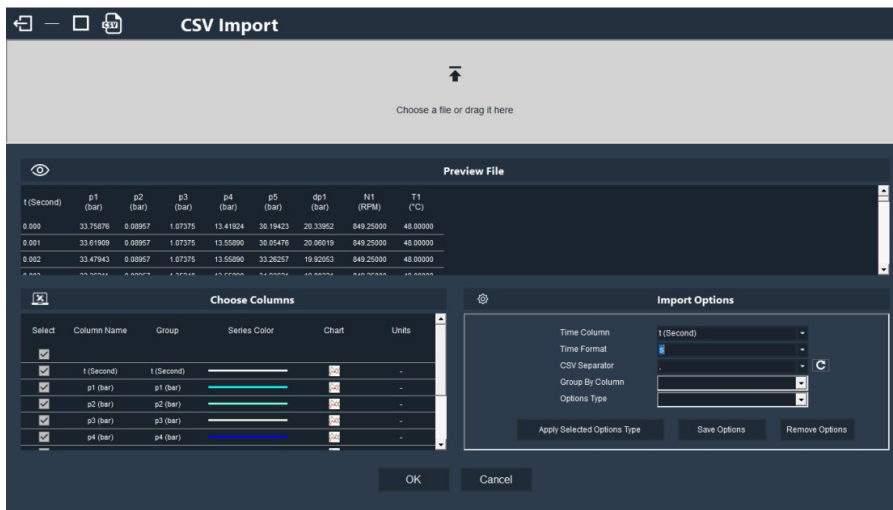 CSV
CSV Import
Choose a file or drag it here
Preview File
t (Second) p1 (bar) p2 (bar) p3 (bar) p4 (bar) p5 (bar) dp1 (bar) N1 (RPM) T1 (°C)
0.000 33.75876 0.08957 1.07375 13.41924 30.19423 20.33952 849.25000 48.00000
0.001 33.61909 0.08957 1.07375 13.55890 30.05476 20.06019 849.25000 48.00000
0.002 33.47943 0.08957 1.07375 13.55890 33.26257 19.92053 849.25000 48.00000
Choose Columns
Select Column Name Group Series Color Chart Units
t (Second) t (Second) -
p1 (bar) p1 (bar) -
p2 (bar) p2 (bar) -
p3 (bar) p3 (bar) -
p4 (bar) p4 (bar) -
Import Options
Time Column t (Second)
Time Format s
CSV Separator ,
Group By Column
Options Type
Apply Selected Options Type Save Options Remove Options
OK Cancel